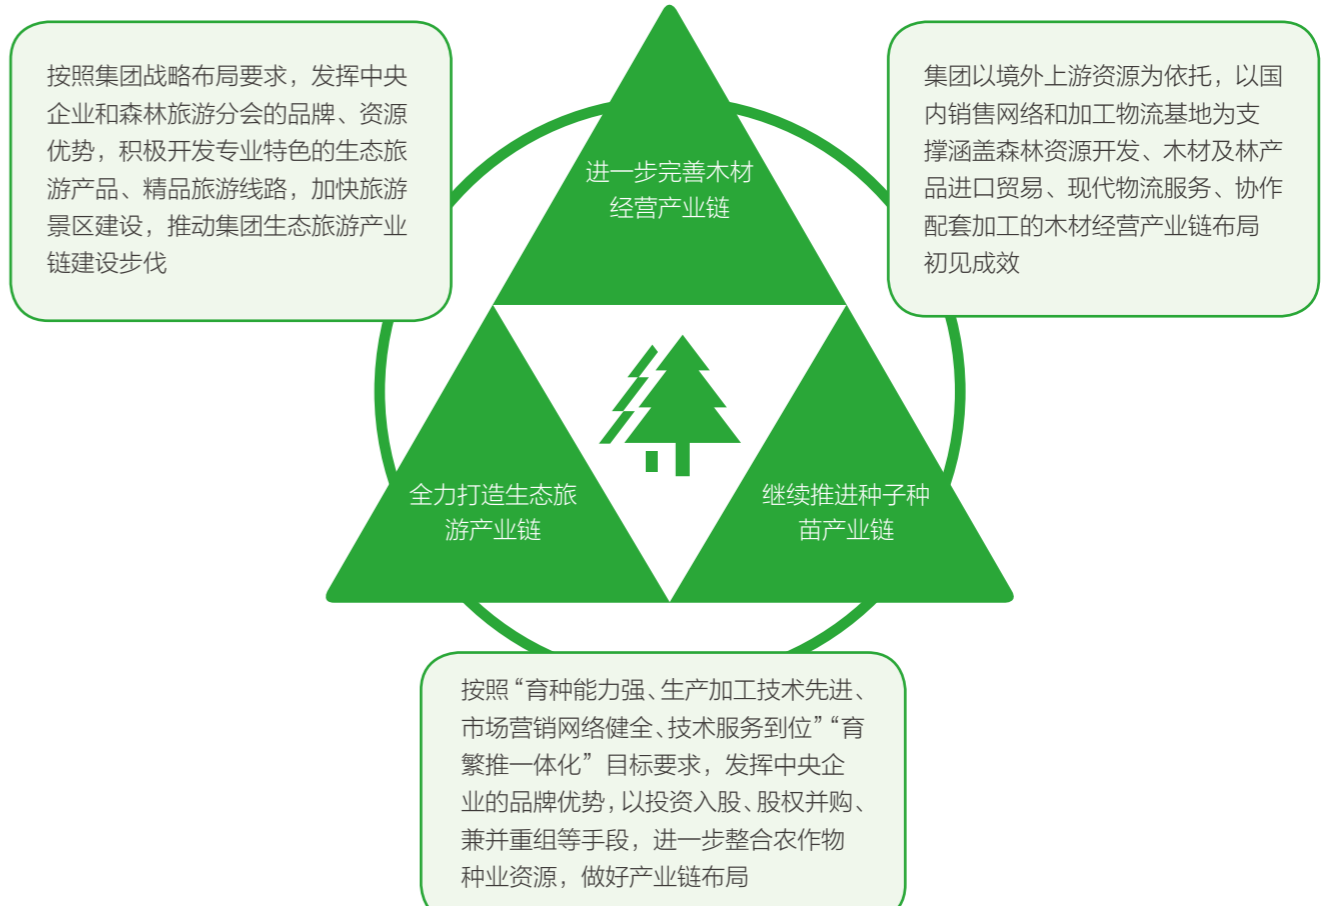 按照集团战略布局要求，发挥中央
企业和森林旅游分会的品牌、资源
优势，积极开发专业特色的生态旅
游产品、精品旅游线路，加快旅游
景区建设，推动集团生态旅游产业
链建设步伐
进一步完善木材
经营产业链
集团以境外上游资源为依托，以国
内销售网络和加工物流基地为支
撑涵盖森林资源开发、木材及林产
品进口贸易、现代物流服务、协作
配套加工的木材经营产业链布局
初见成效
全力打造生态旅
游产业链
继续推进种子种
苗产业链
按照“育种能力强、生产加工技术先进、
市场营销网络健全、技术服务到位”“育
繁推一体化”目标要求，发挥中央企
业的品牌优势，以投资入股、股权并购、
兼并重组等手段，进一步整合农作物
种业资源，做好产业链布局